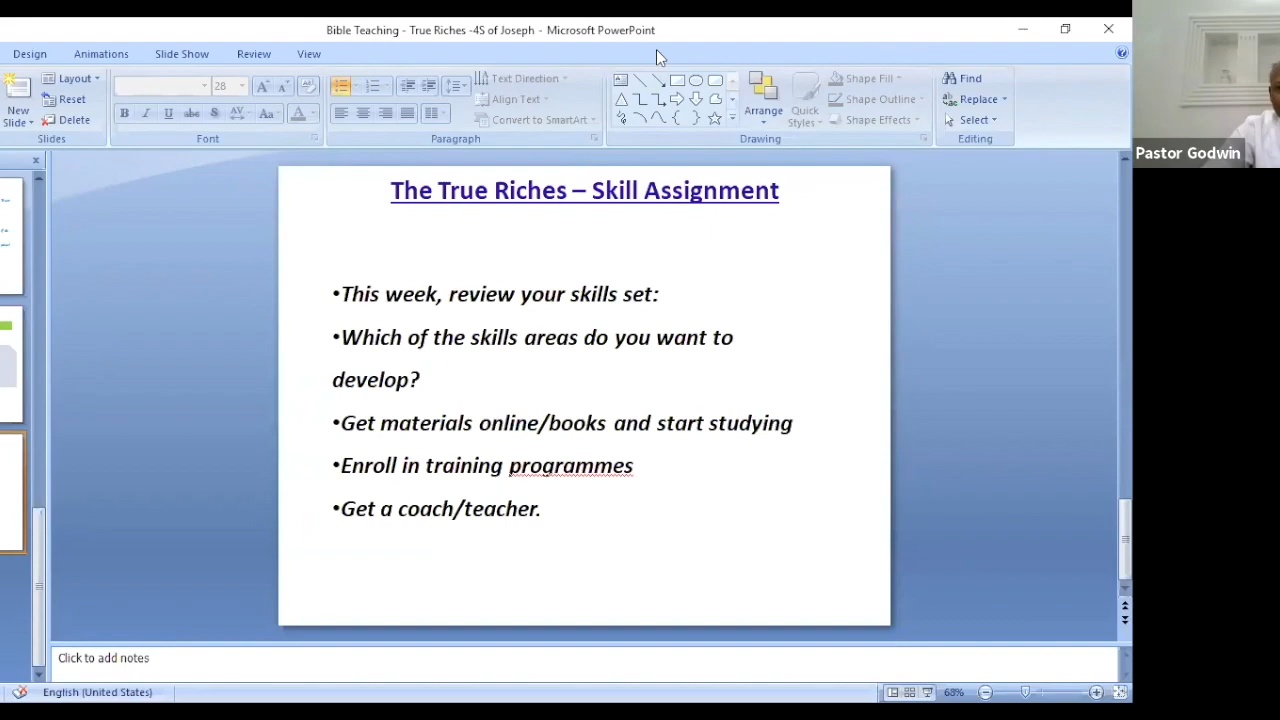 Bible Teaching - True Riches -4S of Joseph - Microsoft PowerPoint
Design Animations Slide Show Review View
New Slide
Layout
Reset
Delete
Slides
28
B I U abc S AV Aa A
Font
Text Direction
Align Text
Convert to SmartArt
Paragraph
Arrange
Quick Styles
Shape Fill
Shape Outline
Shape Effects
Drawing
Find
Replace
Select
Editing
Pastor Godwin
The True Riches – Skill Assignment
•This week, review your skills set:
•Which of the skills areas do you want to
develop?
•Get materials online/books and start studying
•Enroll in training programmes
•Get a coach/teacher.
Click to add notes
English (United States)
68%